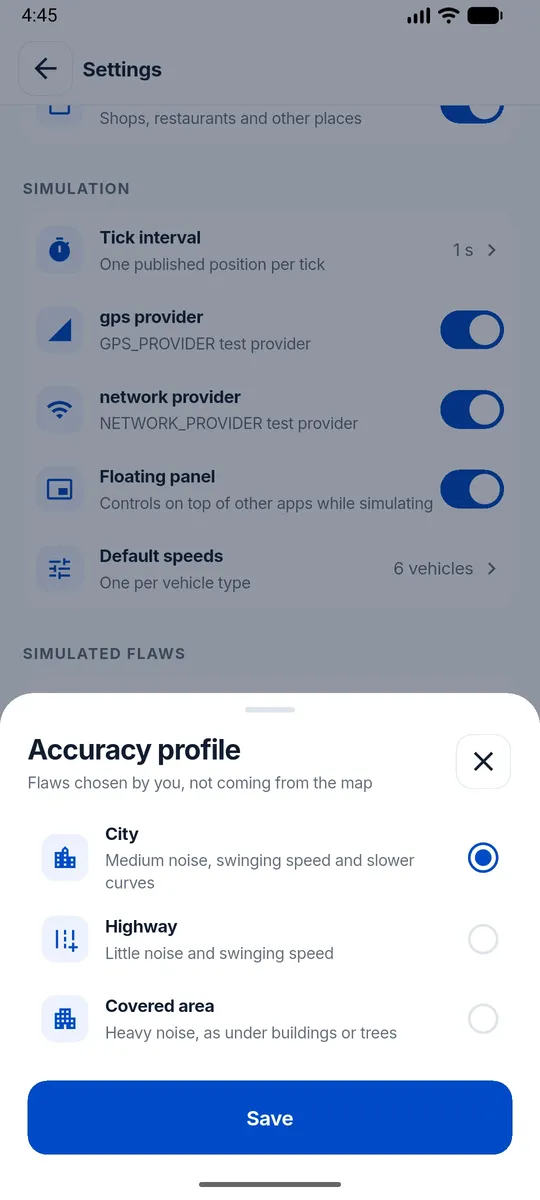 4:45
Settings
Shops, restaurants and other places
SIMULATION
Tick interval
One published position per tick
1 s
gps provider
GPS_PROVIDER test provider
network provider
NETWORK_PROVIDER test provider
Floating panel
Controls on top of other apps while simulating
Default speeds
One per vehicle type
6 vehicles
SIMULATED FLAWS
Accuracy profile
Flaws chosen by you, not coming from the map
City
Medium noise, swinging speed and slower
curves
Highway
Little noise and swinging speed
Covered area
Heavy noise, as under buildings or trees
Save